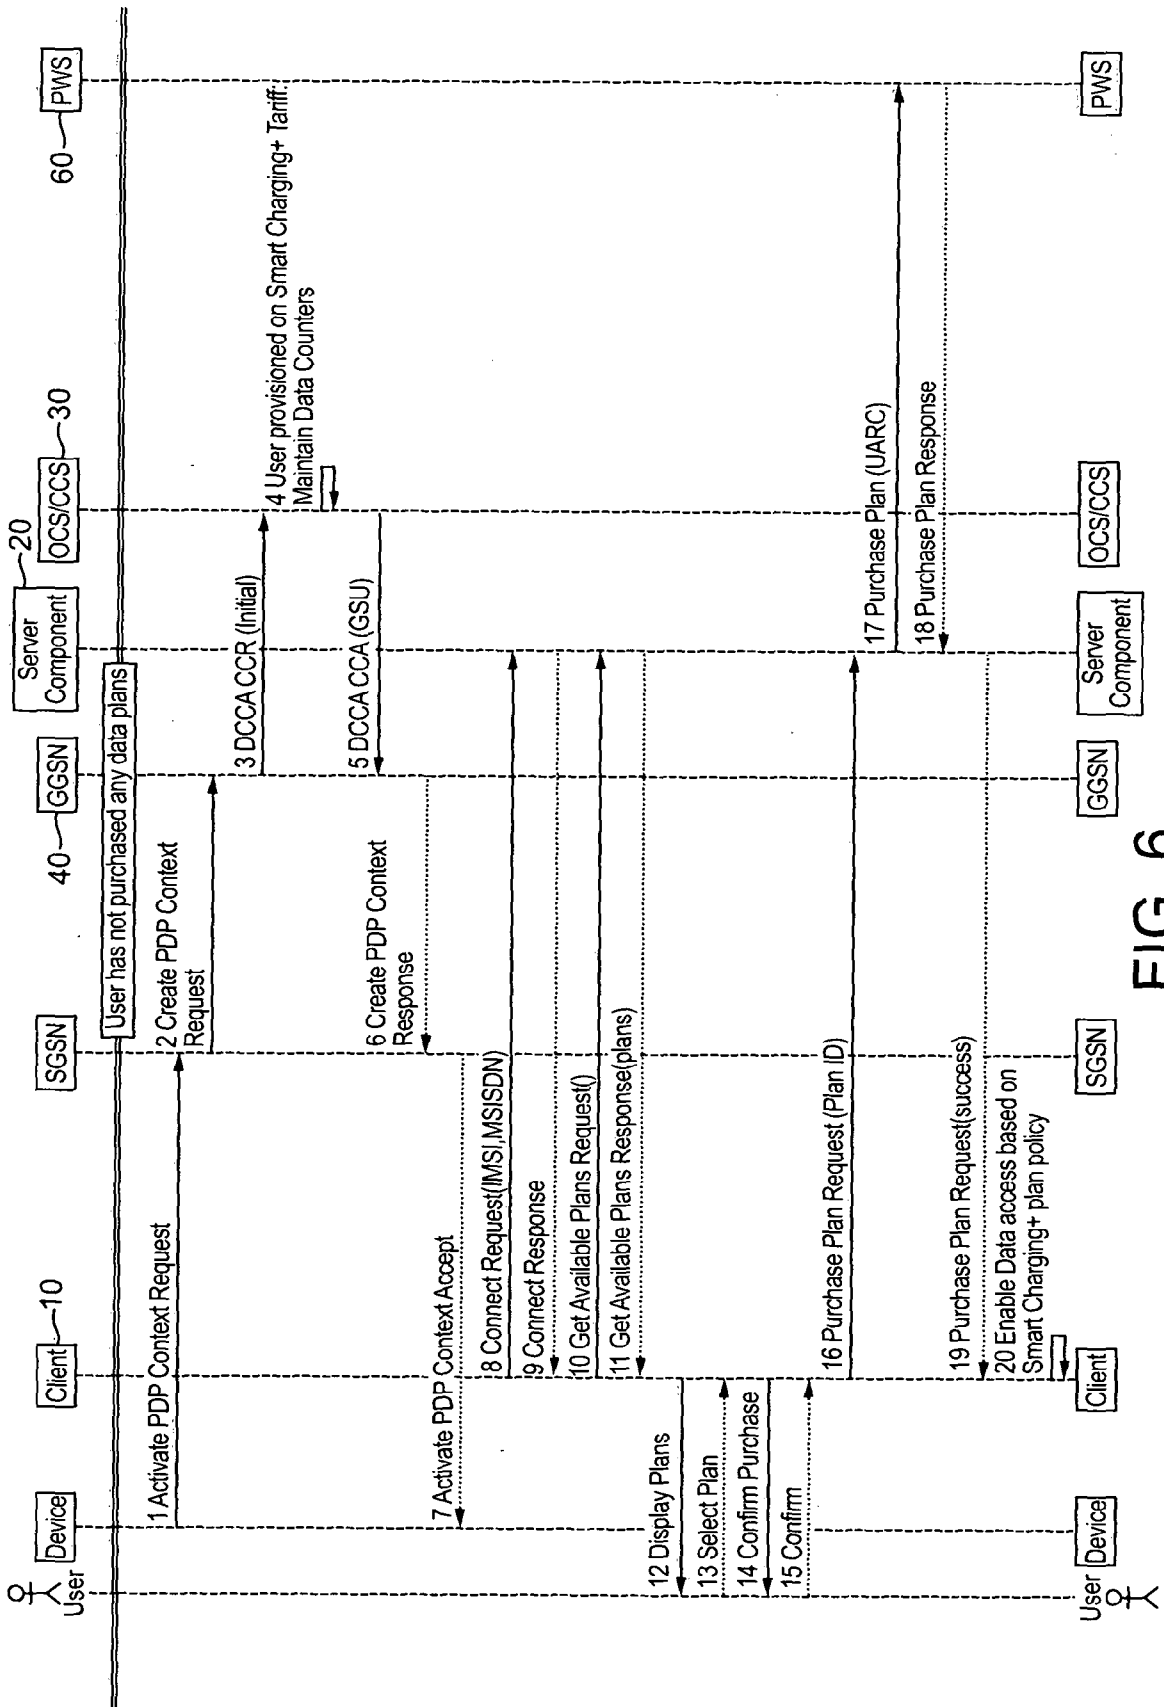 User
Device
Client
10
SGSN
GGSN
40
Server
Component
20
OCS/CCS
30
PWS
60
User has not purchased any data plans
1 Activate PDP Context Request
2 Create PDP Context
Request
3 DCCA CCR (Initial)
4 User provisioned on Smart Charging+ Tariff:
Maintain Data Counters
5 DCCA CCA (GSU)
6 Create PDP Context
Response
7 Activate PDP Context Accept
8 Connect Request(IMSI,MSISDN)
9 Connect Response
10 Get Available Plans Request()
11 Get Available Plans Response(plans)
12 Display Plans
13 Select Plan
14 Confirm Purchase
15 Confirm
16 Purchase Plan Request (Plan ID)
17 Purchase Plan (UARC)
18 Purchase Plan Response
19 Purchase Plan Request(success)
20 Enable Data access based on
Smart Charging+ plan policy
User
Device
Client
SGSN
GGSN
Server
Component
OCS/CCS
PWS
FIG. 6